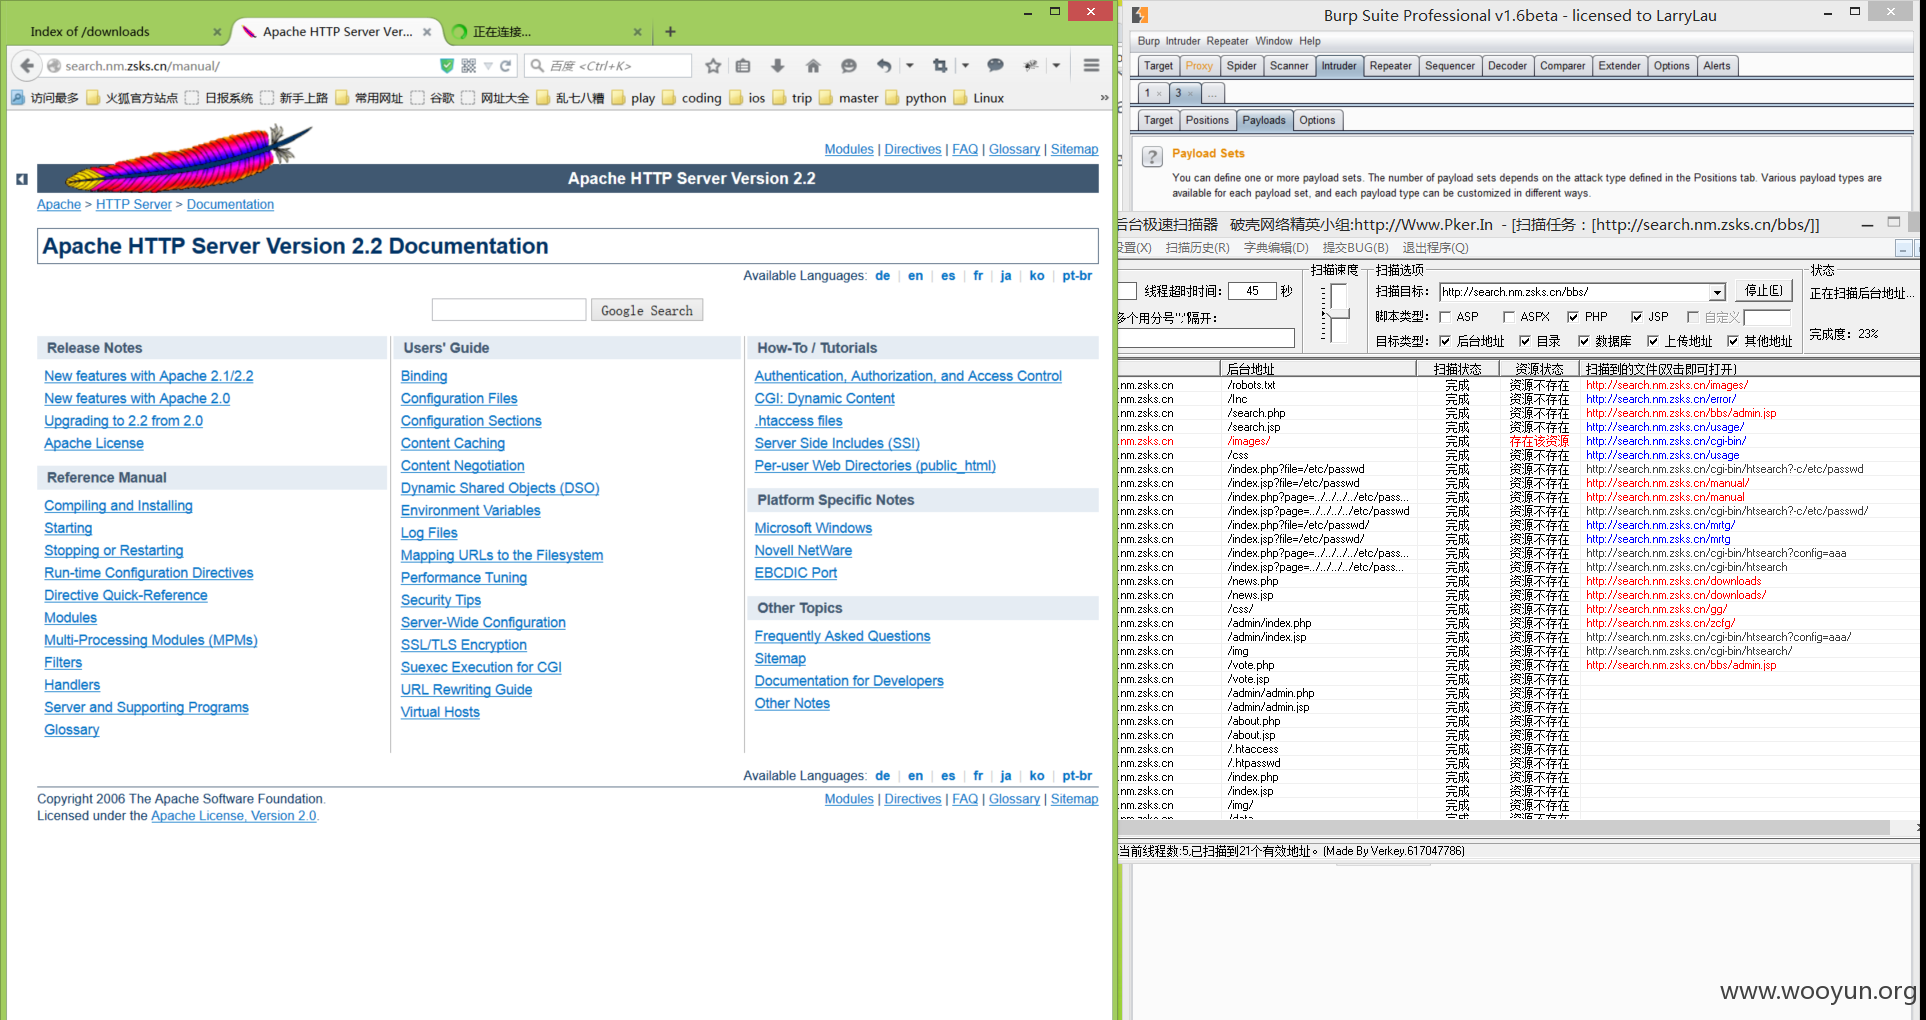 Index of /downloads
Apache HTTP Server Ver...
正在连接...
search.nm.zsks.cn/manual/
百度 <Ctrl+K>
访问最多 火狐官方站点 日报系统 新手上路 常用网址 谷歌 网址大全 乱七八糟 play coding ios trip master python Linux
Modules | Directives | FAQ | Glossary | Sitemap
Apache HTTP Server Version 2.2
Apache > HTTP Server > Documentation
Apache HTTP Server Version 2.2 Documentation
Available Languages: de | en | es | fr | ja | ko | pt-br
Google Search
Release Notes
New features with Apache 2.1/2.2
New features with Apache 2.0
Upgrading to 2.2 from 2.0
Apache License
Reference Manual
Compiling and Installing
Starting
Stopping or Restarting
Run-time Configuration Directives
Directive Quick-Reference
Modules
Multi-Processing Modules (MPMs)
Filters
Handlers
Server and Supporting Programs
Glossary
Users' Guide
Binding
Configuration Files
Configuration Sections
Content Caching
Content Negotiation
Dynamic Shared Objects (DSO)
Environment Variables
Log Files
Mapping URLs to the Filesystem
Performance Tuning
Security Tips
Server-Wide Configuration
SSL/TLS Encryption
Suexec Execution for CGI
URL Rewriting Guide
Virtual Hosts
How-To / Tutorials
Authentication, Authorization, and Access Control
CGI: Dynamic Content
.htaccess files
Server Side Includes (SSI)
Per-user Web Directories (public_html)
Platform Specific Notes
Microsoft Windows
Novell NetWare
EBCDIC Port
Other Topics
Frequently Asked Questions
Sitemap
Documentation for Developers
Other Notes
Available Languages: de | en | es | fr | ja | ko | pt-br
Copyright 2006 The Apache Software Foundation.
Licensed under the Apache License, Version 2.0.
Modules | Directives | FAQ | Glossary | Sitemap
Burp Suite Professional v1.6beta - licensed to LarryLau
Burp Intruder Repeater Window Help
Target Proxy Spider Scanner Intruder Repeater Sequencer Decoder Comparer Extender Options Alerts
1 × 3 × ...
Target Positions Payloads Options
? Payload Sets
You can define one or more payload sets. The number of payload sets depends on the attack type defined in the Positions tab. Various payload types are
available for each payload set, and each payload type can be customized in different ways.
后台极速扫描器 破壳网络精英小组:http://Www.Pker.In - [扫描任务：[http://search.nm.zsks.cn/bbs/]]
设置(X) 扫描历史(R) 字典编辑(D) 提交BUG(B) 退出程序(Q)
线程超时时间: 45 秒
多个用分号";"隔开:
扫描速度
扫描选项
扫描目标: http://search.nm.zsks.cn/bbs/ 停止(E)
脚本类型: ASP ASPX PHP JSP 自定义
目标类型: 后台地址 目录 数据库 上传地址 其他地址
状态
正在扫描后台地址...
完成度: 23%
后台地址 扫描状态 资源状态 扫描到的文件(双击即可打开)
.nm.zsks.cn /robots.txt 完成 资源不存在 http://search.nm.zsks.cn/images/
.nm.zsks.cn /Inc 完成 资源不存在 http://search.nm.zsks.cn/error/
.nm.zsks.cn /search.php 完成 资源不存在 http://search.nm.zsks.cn/bbs/admin.jsp
.nm.zsks.cn /search.jsp 完成 资源不存在 http://search.nm.zsks.cn/usage/
.nm.zsks.cn /images/ 完成 存在该资源 http://search.nm.zsks.cn/cgi-bin/
.nm.zsks.cn /css 完成 资源不存在 http://search.nm.zsks.cn/usage
.nm.zsks.cn /index.php?file=/etc/passwd 完成 资源不存在 http://search.nm.zsks.cn/cgi-bin/htsearch?-c/etc/passwd
.nm.zsks.cn /index.jsp?file=/etc/passwd 完成 资源不存在 http://search.nm.zsks.cn/manual/
.nm.zsks.cn /index.php?page=../../../../etc/pass... 完成 资源不存在 http://search.nm.zsks.cn/manual
.nm.zsks.cn /index.jsp?page=../../../../etc/passwd 完成 资源不存在 http://search.nm.zsks.cn/cgi-bin/htsearch?-c/etc/passwd/
.nm.zsks.cn /index.php?file=/etc/passwd/ 完成 资源不存在 http://search.nm.zsks.cn/mrtg/
.nm.zsks.cn /index.jsp?file=/etc/passwd/ 完成 资源不存在 http://search.nm.zsks.cn/mrtg
.nm.zsks.cn /index.php?page=../../../../etc/pass... 完成 资源不存在 http://search.nm.zsks.cn/cgi-bin/htsearch?config=aaa
.nm.zsks.cn /index.jsp?page=../../../../etc/pass... 完成 资源不存在 http://search.nm.zsks.cn/cgi-bin/htsearch
.nm.zsks.cn /news.php 完成 资源不存在 http://search.nm.zsks.cn/downloads
.nm.zsks.cn /news.jsp 完成 资源不存在 http://search.nm.zsks.cn/downloads/
.nm.zsks.cn /css/ 完成 资源不存在 http://search.nm.zsks.cn/gg/
.nm.zsks.cn /admin/index.php 完成 资源不存在 http://search.nm.zsks.cn/zcfg/
.nm.zsks.cn /admin/index.jsp 完成 资源不存在 http://search.nm.zsks.cn/cgi-bin/htsearch?config=aaa/
.nm.zsks.cn /img 完成 资源不存在 http://search.nm.zsks.cn/cgi-bin/htsearch/
.nm.zsks.cn /vote.php 完成 资源不存在 http://search.nm.zsks.cn/bbs/admin.jsp
.nm.zsks.cn /vote.jsp 完成 资源不存在
.nm.zsks.cn /admin/admin.php 完成 资源不存在
.nm.zsks.cn /admin/admin.jsp 完成 资源不存在
.nm.zsks.cn /about.php 完成 资源不存在
.nm.zsks.cn /about.jsp 完成 资源不存在
.nm.zsks.cn /.htaccess 完成 资源不存在
.nm.zsks.cn /.htpasswd 完成 资源不存在
.nm.zsks.cn /index.php 完成 资源不存在
.nm.zsks.cn /index.jsp 完成 资源不存在
.nm.zsks.cn /img/ 完成 资源不存在
.nm.zsks.cn /data 完成 资源不存在
当前线程数:5,已扫描到21个有效地址。(Made By Verkey.617047786)
www.wooyun.org